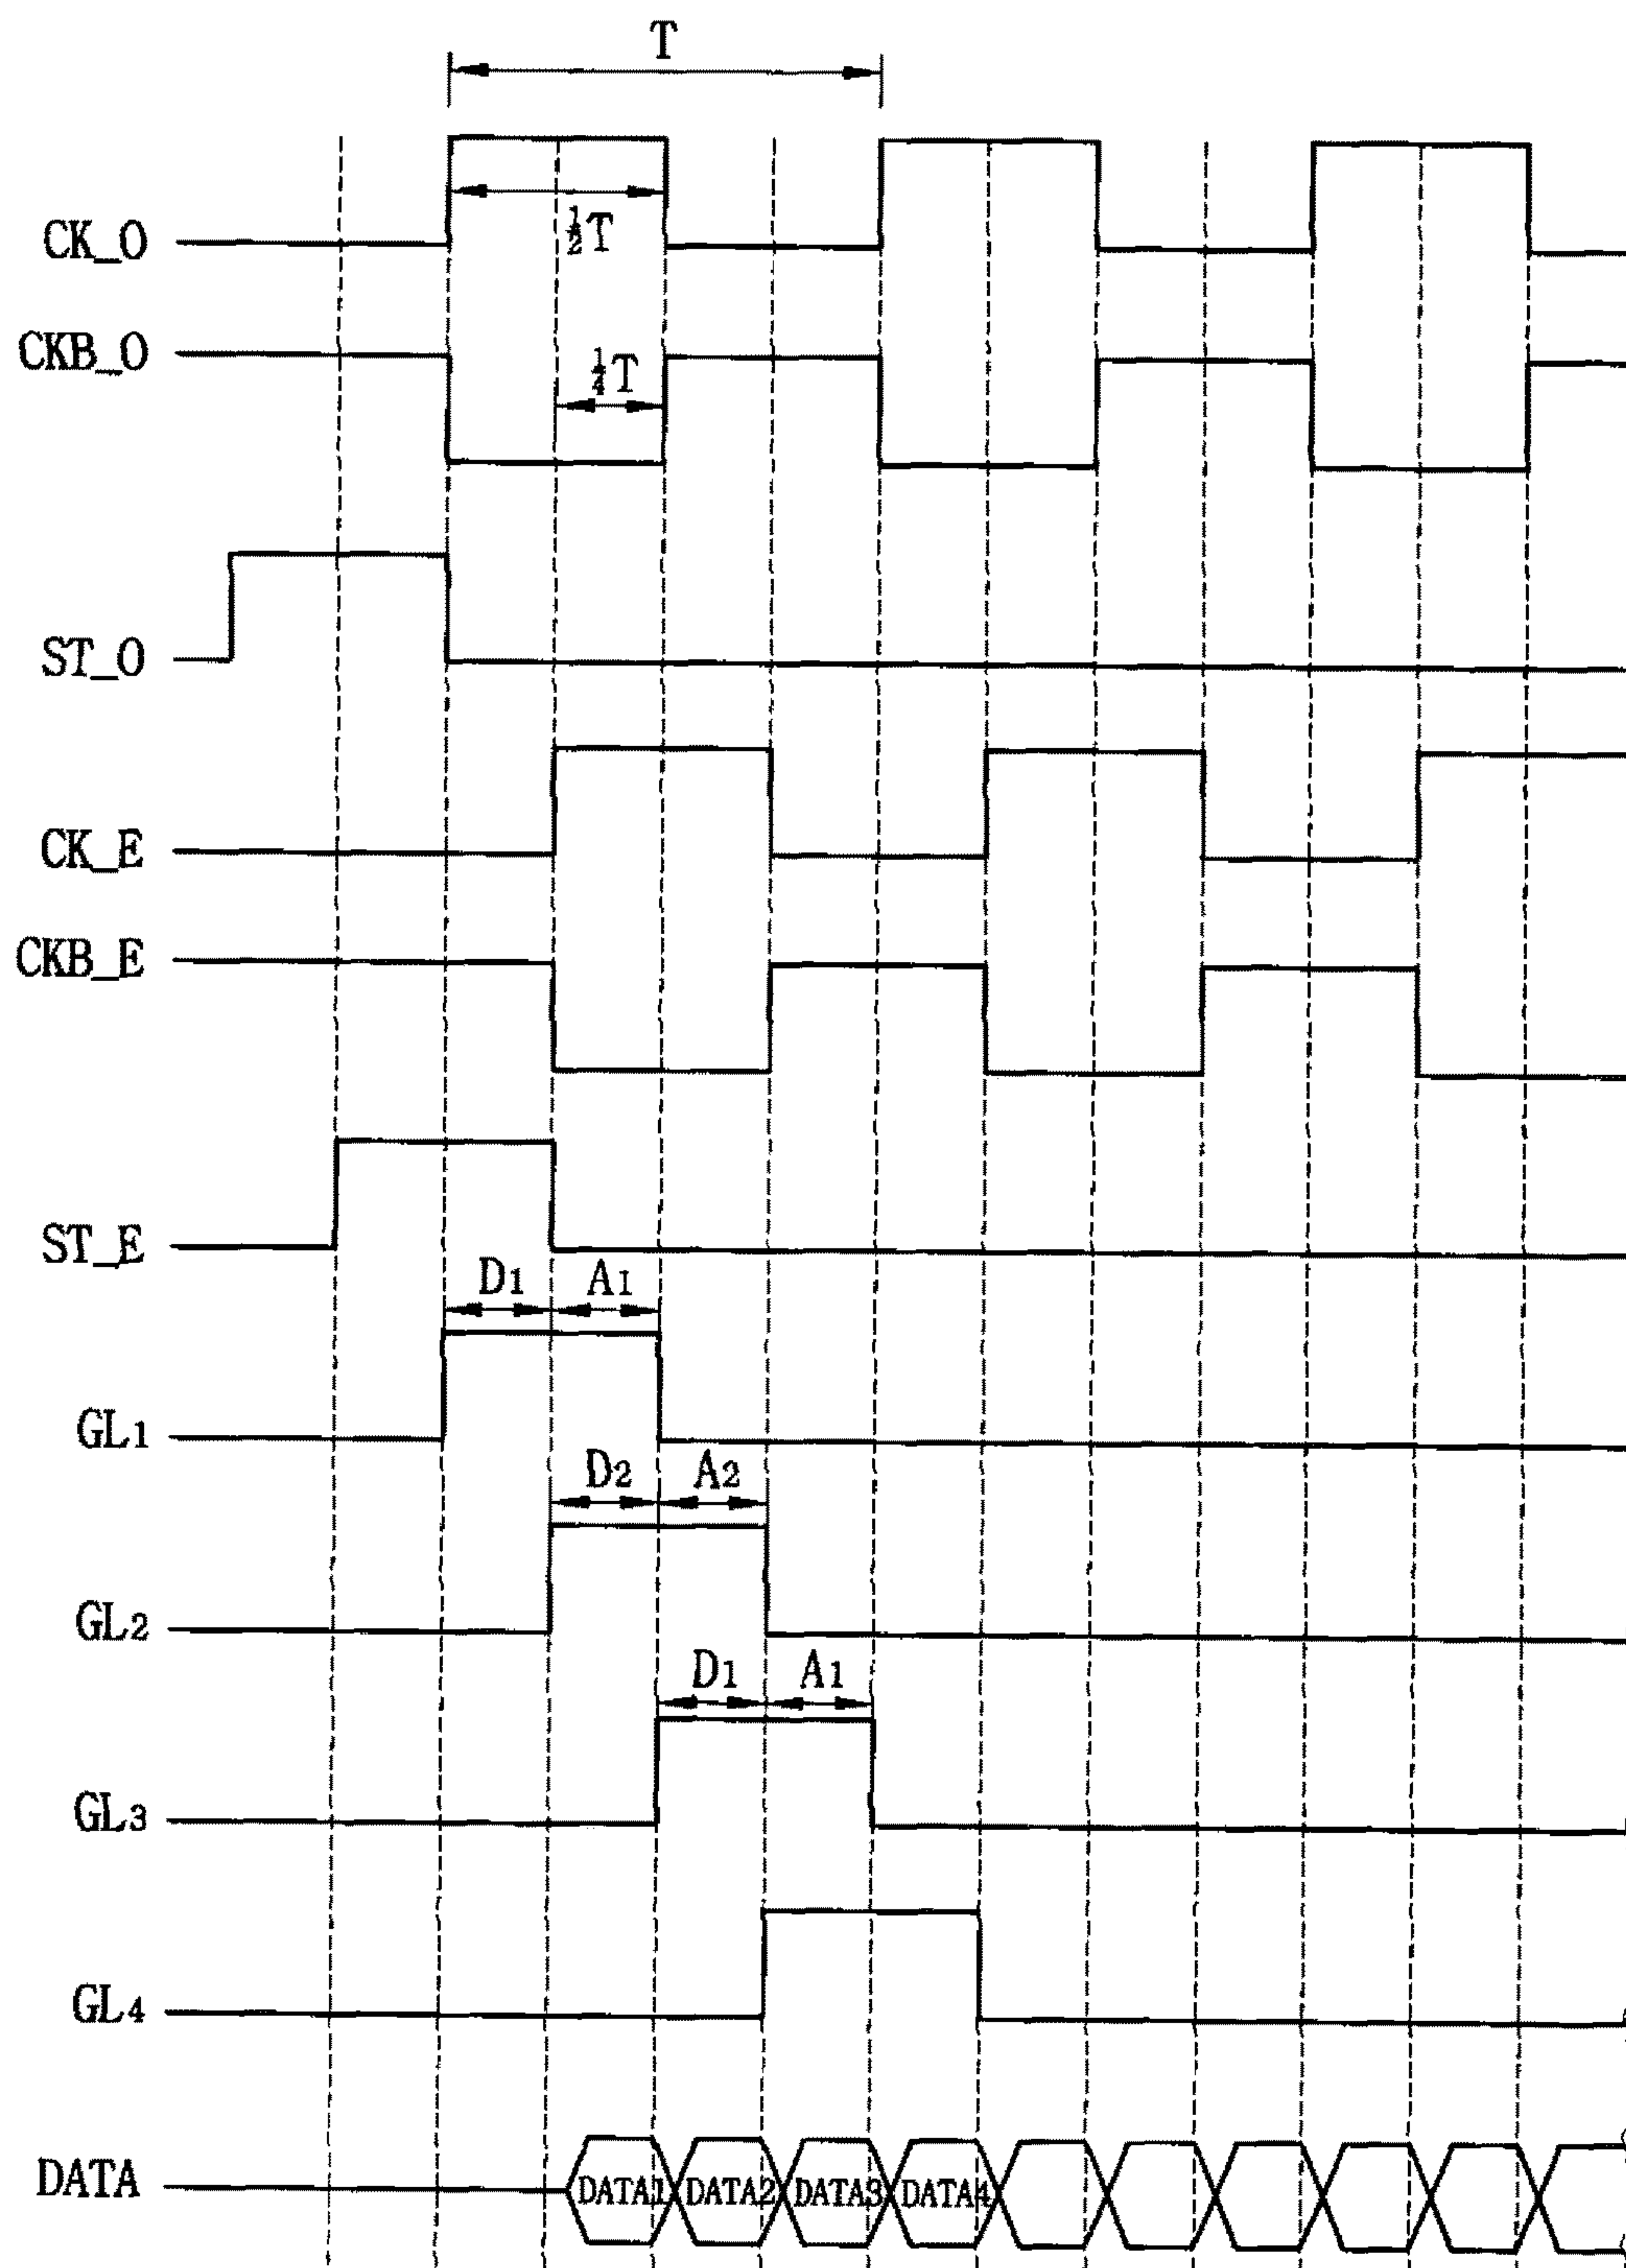 T
CK_O
½T
CKB_O
¼T
ST_O
CK_E
CKB_E
ST_E
D1 A1
GL1
D2 A2
GL2
D1 A1
GL3
GL4
DATA DATA1 DATA2 DATA3 DATA4